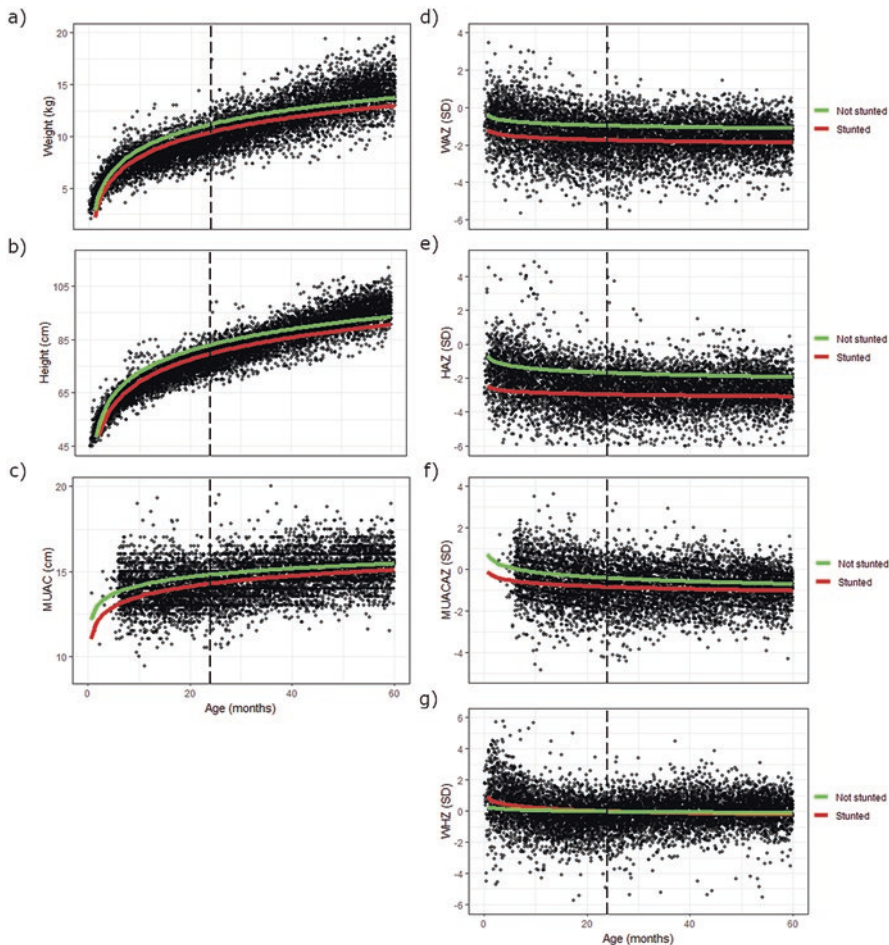 a)
20
15
10
5
Weight (kg)
b)
105
85
65
45
Height (cm)
c)
20
15
10
MUAC (cm)
0
20
40
60
Age (months)
d)
4
2
0
-2
-4
-6
WAZ (SD)
Not stunted
Stunted
e)
4
2
0
-2
-4
-6
HAZ (SD)
Not stunted
Stunted
f)
4
2
0
-2
-4
MUACAZ (SD)
Not stunted
Stunted
g)
6
4
2
0
-2
-4
-6
WHZ (SD)
Not stunted
Stunted
0
20
40
60
Age (months)